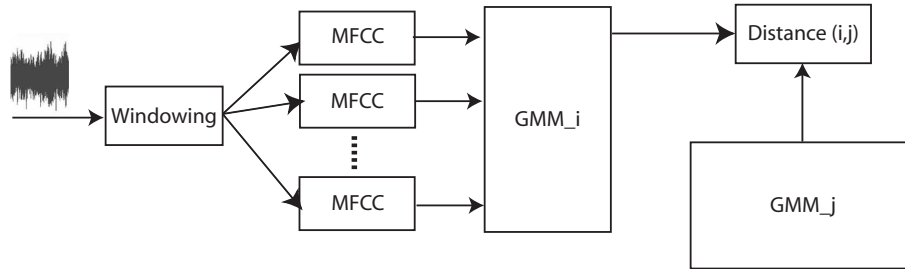 MFCC
Distance (i,j)
MFCC
Windowing
GMM_i
MFCC
GMM_j